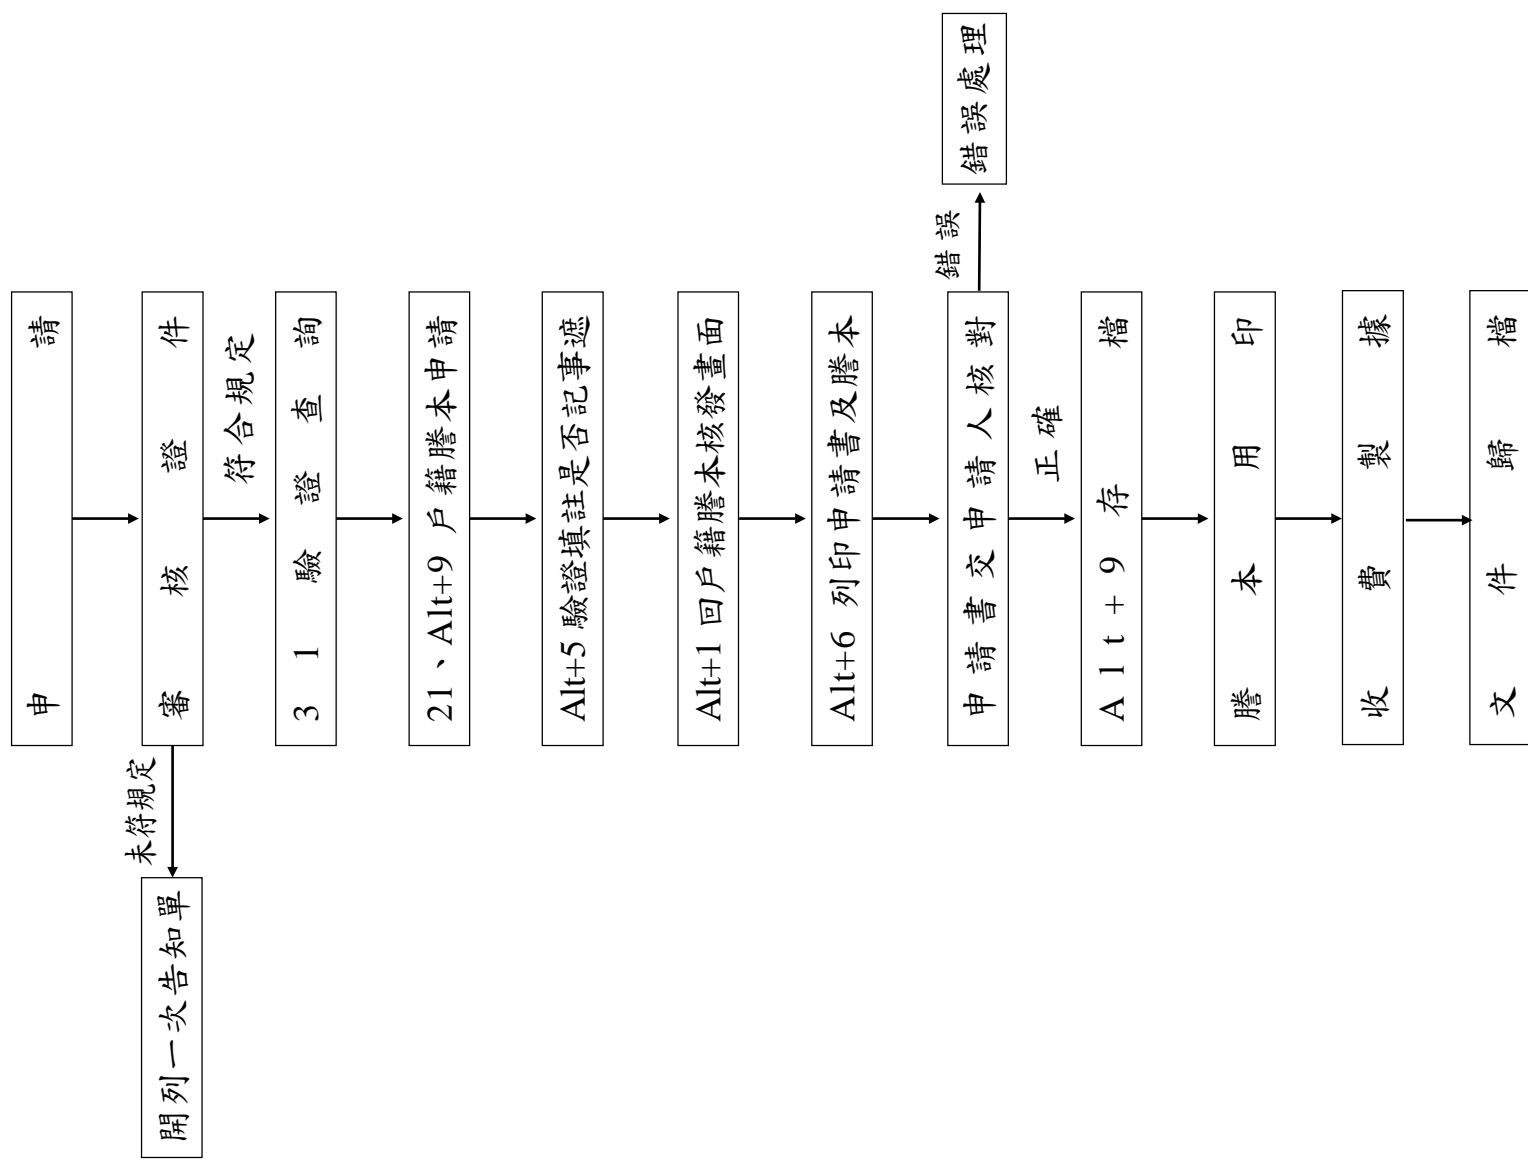 申請
審核證件
未符規定
開列一次告知單
符合規定
31驗證查詢
21、Alt+9 戶籍謄本申請
Alt+5 驗證填註是否記事遮
Alt+1 回戶籍謄本核發畫面
Alt+6 列印申請書及謄本
申請書交申請人核對
錯誤
錯誤處理
正確
Alt+9 存檔
謄本用印
收費製據
文件歸檔